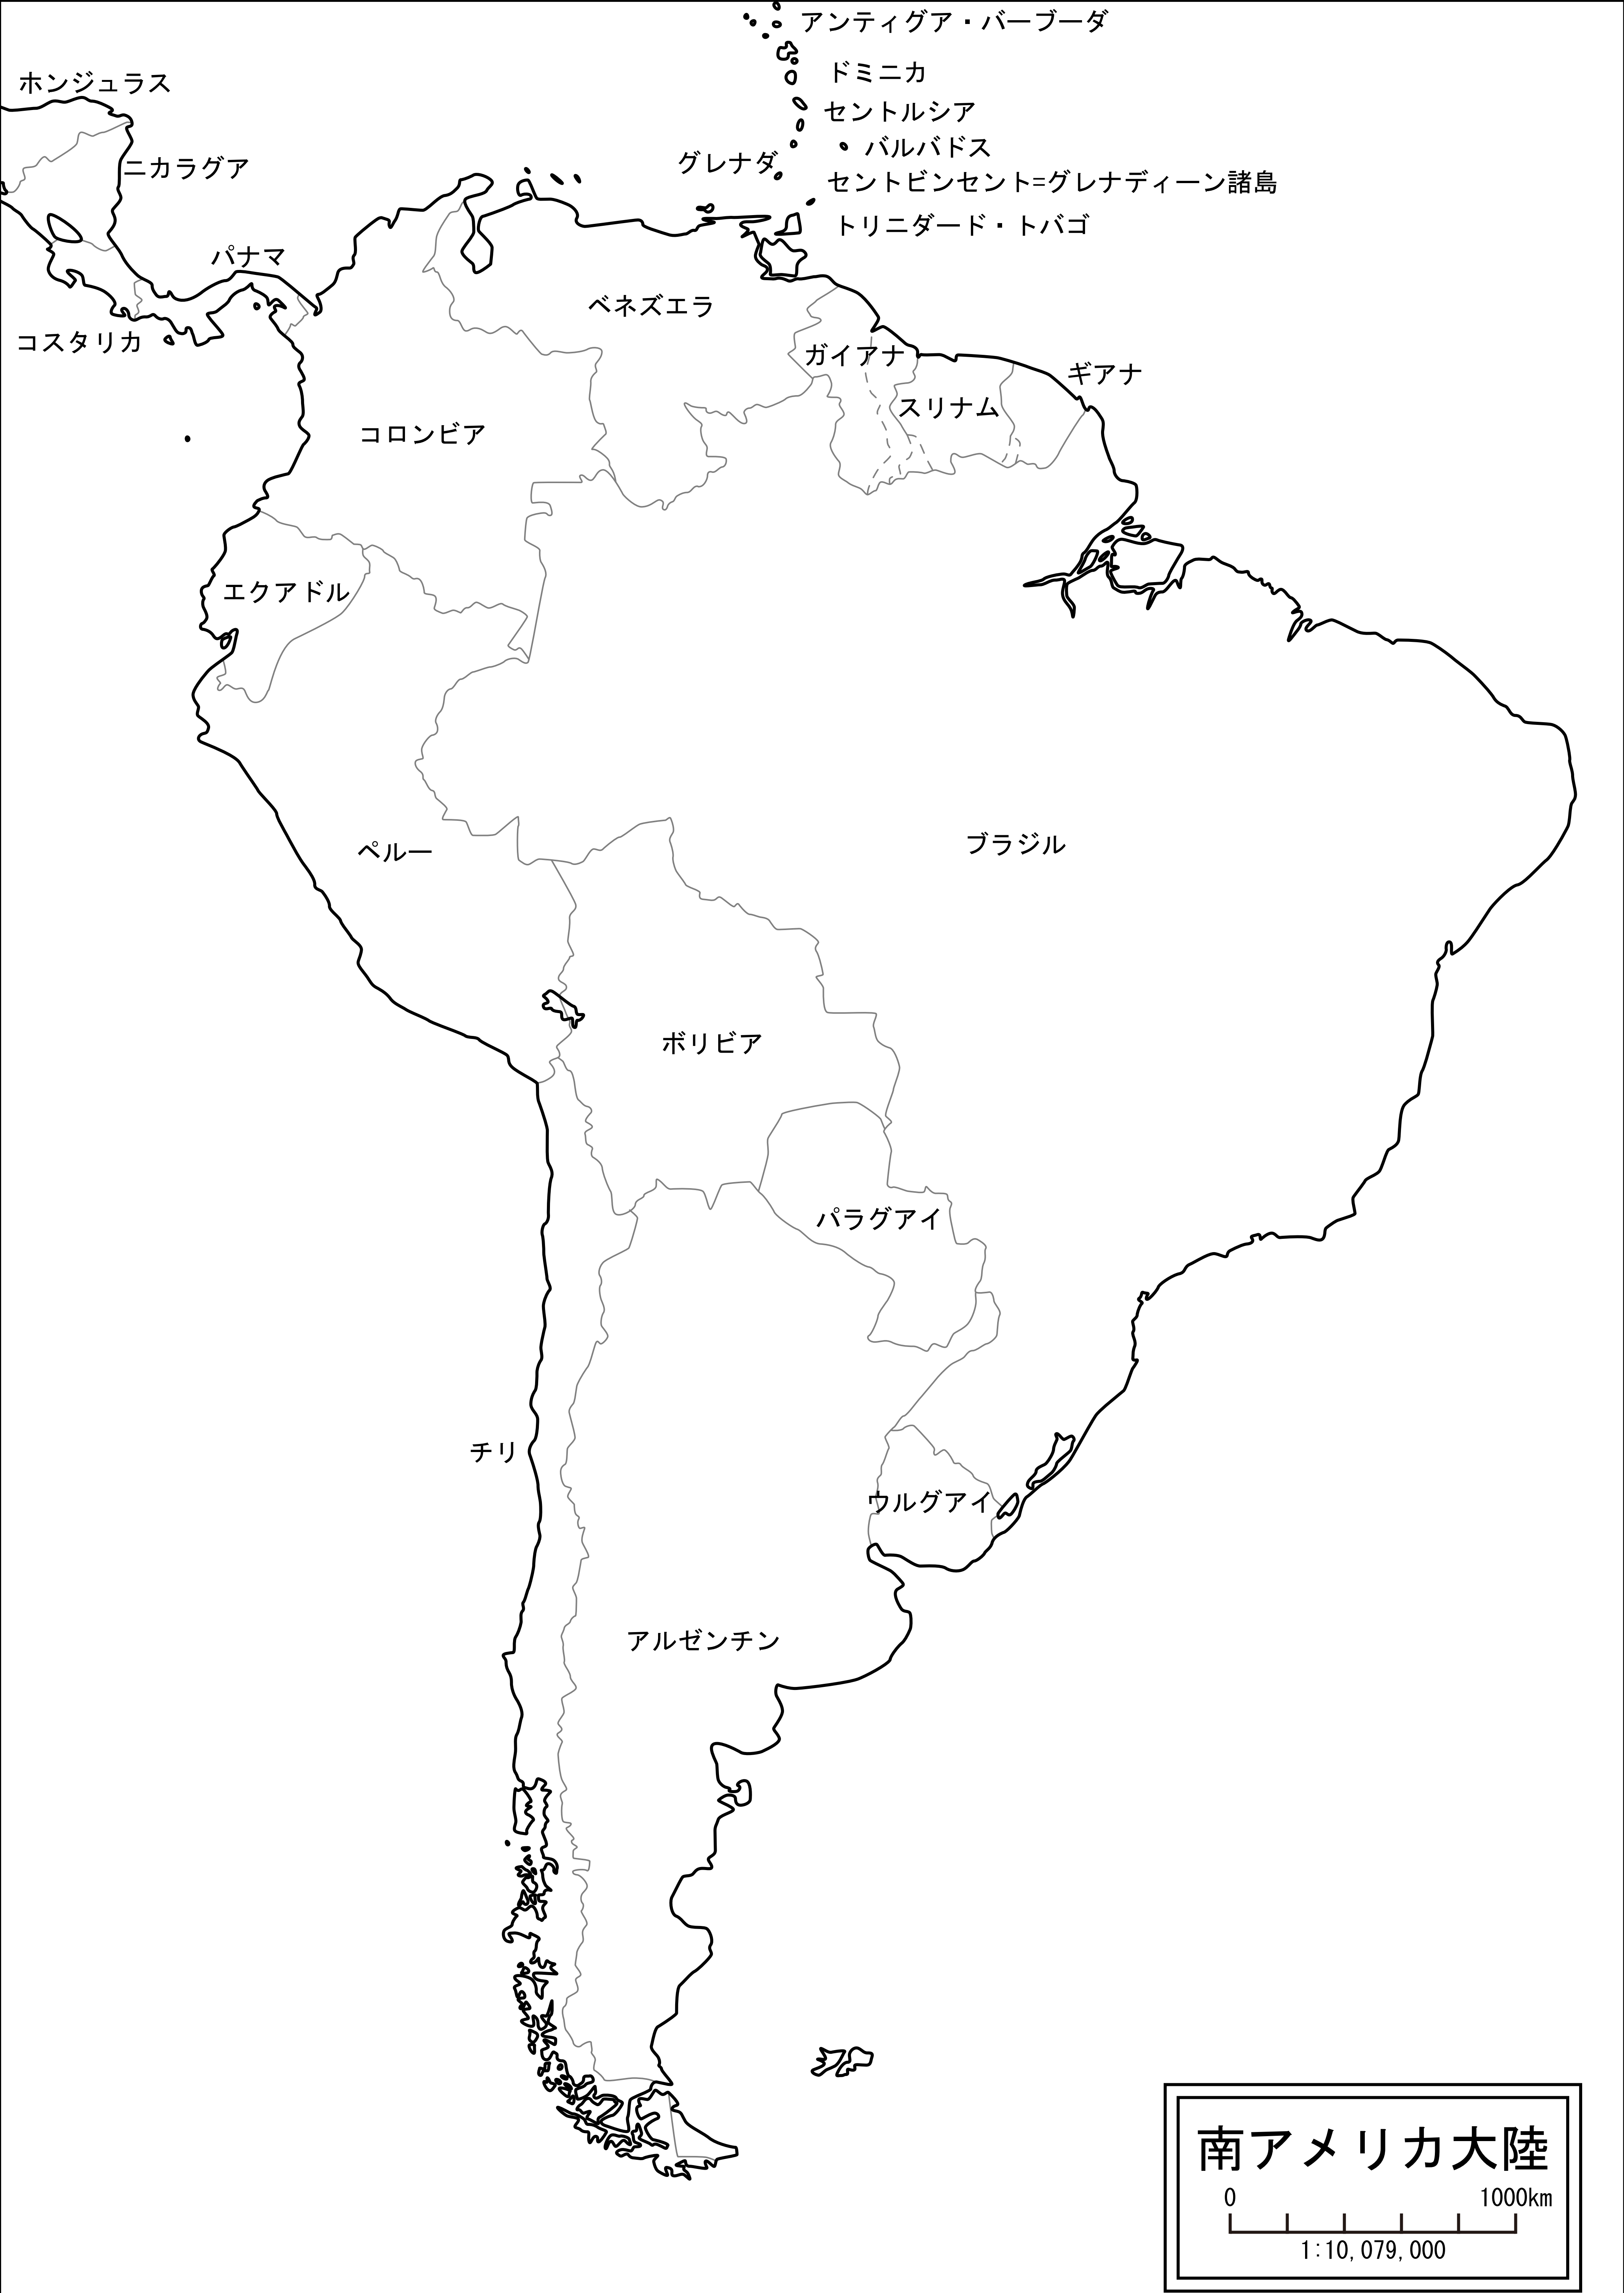 アンティグア・バーブーダ
ドミニカ
ホンジュラス
セントルシア
バルバドス
グレナダ
ニカラグア
セントビンセント=グレナディーン諸島
トリニダード・トバゴ
パナマ
ベネズエラ
コスタリカ
ガイアナ
ギアナ
スリナム
コロンビア
エクアドル
ブラジル
ペルー
ボリビア
パラグアイ
チリ
ウルグアイ
アルゼンチン
南アメリカ大陸
0 1000km
1:10,079,000